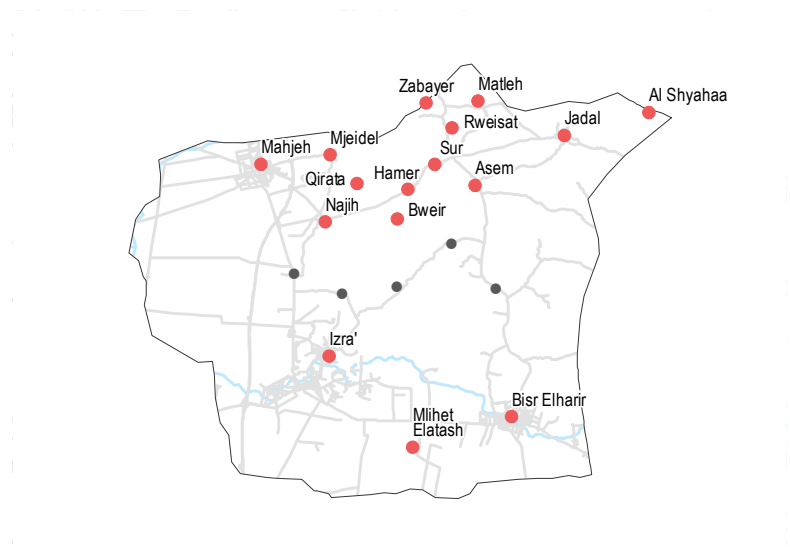 Zabayer
Matleh
Al Shyahaa
Rweisat
Jadal
Mahjeh
Mjeidel
Sur
Qirata
Hamer
Asem
Najih
Bweir
Izra'
Bisr Elharir
Mlihet
Elatash